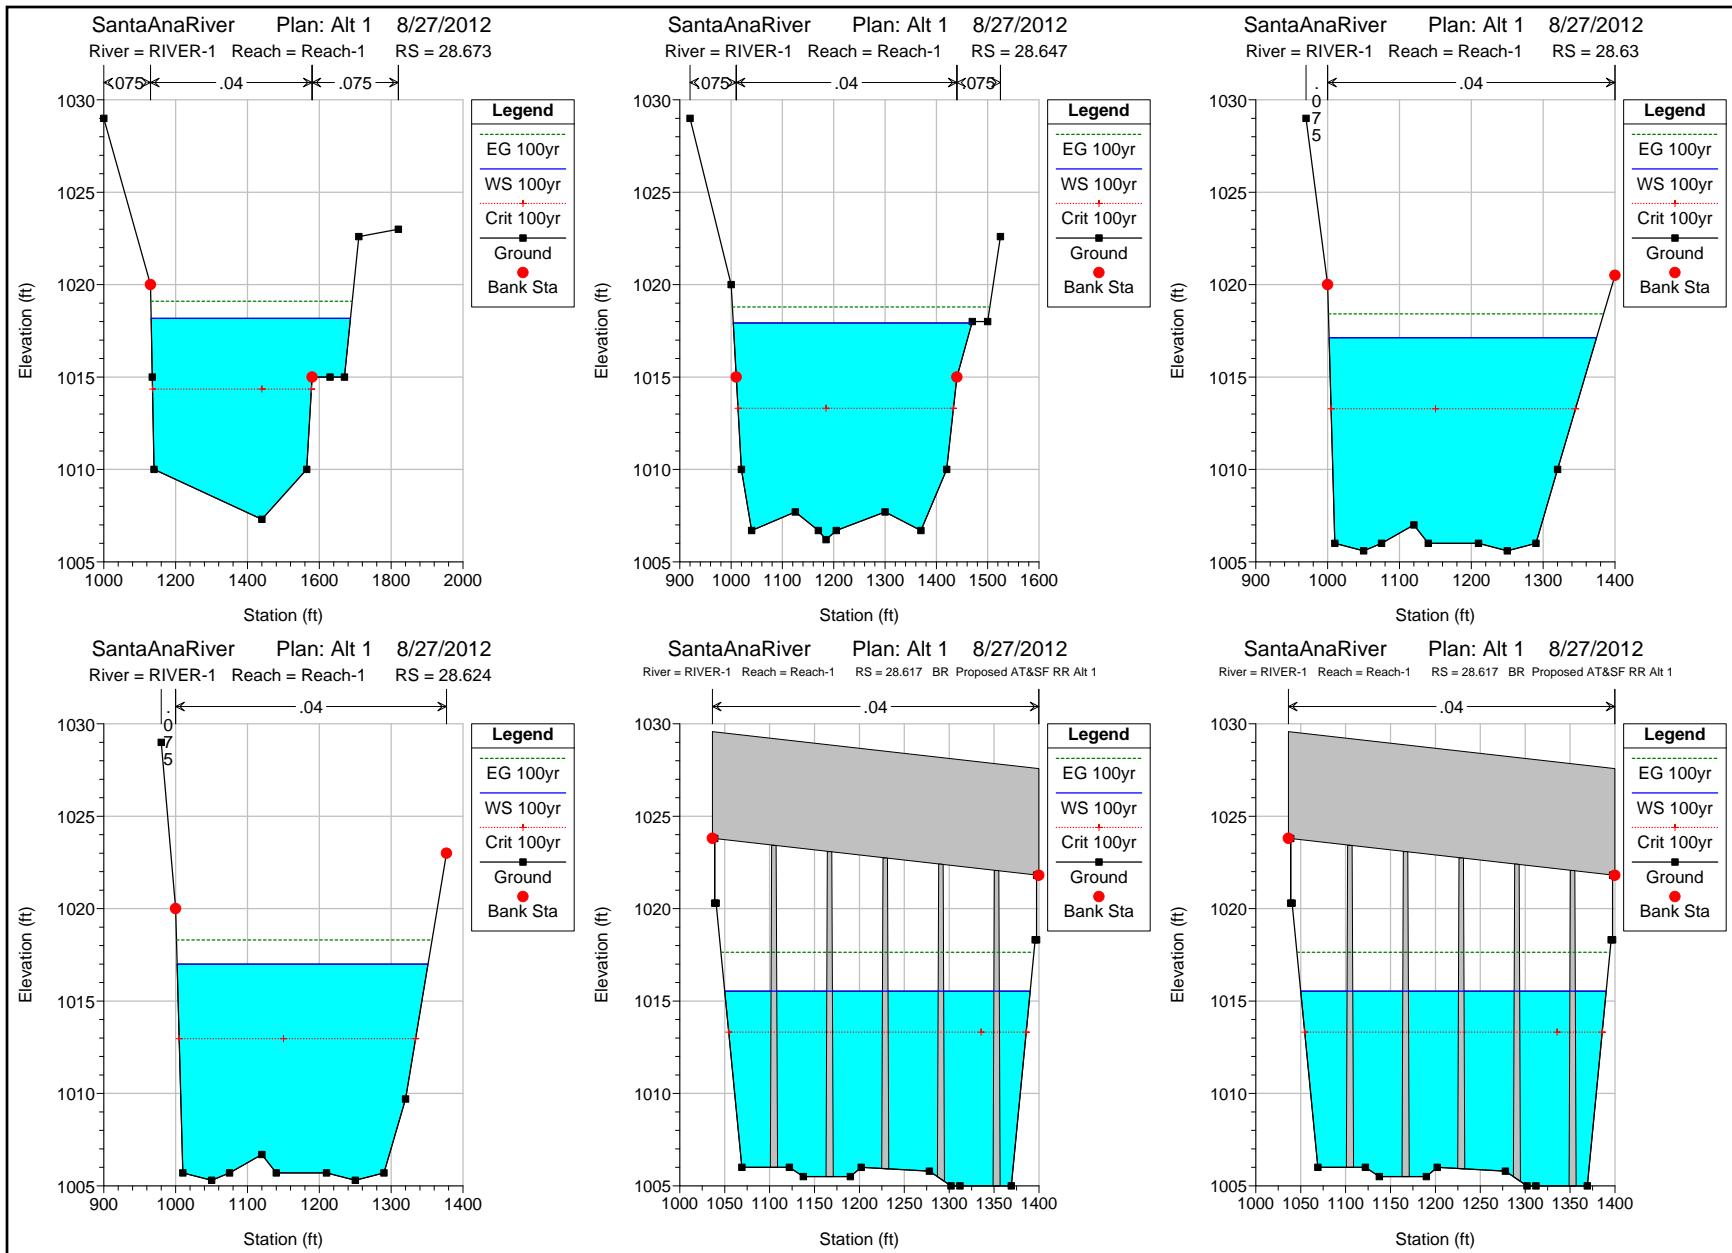 SantaAnaRiver Plan: Alt 1 8/27/2012
River = RIVER-1 Reach = Reach-1 RS = 28.673
.075 .04 .075
Legend
EG 100yr
WS 100yr
Crit 100yr
Ground
Bank Sta
1030
1025
1020
1015
1010
1005
Elevation (ft)
1000 1200 1400 1600 1800 2000
Station (ft)
SantaAnaRiver Plan: Alt 1 8/27/2012
River = RIVER-1 Reach = Reach-1 RS = 28.647
.075 .04 .075
Legend
EG 100yr
WS 100yr
Crit 100yr
Ground
Bank Sta
1030
1025
1020
1015
1010
1005
Elevation (ft)
900 1000 1100 1200 1300 1400 1500 1600
Station (ft)
SantaAnaRiver Plan: Alt 1 8/27/2012
River = RIVER-1 Reach = Reach-1 RS = 28.63
.075 .04
Legend
EG 100yr
WS 100yr
Crit 100yr
Ground
Bank Sta
1030
1025
1020
1015
1010
1005
Elevation (ft)
900 1000 1100 1200 1300 1400
Station (ft)
SantaAnaRiver Plan: Alt 1 8/27/2012
River = RIVER-1 Reach = Reach-1 RS = 28.624
.075 .04
Legend
EG 100yr
WS 100yr
Crit 100yr
Ground
Bank Sta
1030
1025
1020
1015
1010
1005
Elevation (ft)
900 1000 1100 1200 1300 1400
Station (ft)
SantaAnaRiver Plan: Alt 1 8/27/2012
River = RIVER-1 Reach = Reach-1 RS = 28.617 BR Proposed AT&SF RR Alt 1
.04
Legend
EG 100yr
WS 100yr
Crit 100yr
Ground
Bank Sta
1030
1025
1020
1015
1010
1005
Elevation (ft)
1000 1050 1100 1150 1200 1250 1300 1350 1400
Station (ft)
SantaAnaRiver Plan: Alt 1 8/27/2012
River = RIVER-1 Reach = Reach-1 RS = 28.617 BR Proposed AT&SF RR Alt 1
.04
Legend
EG 100yr
WS 100yr
Crit 100yr
Ground
Bank Sta
1030
1025
1020
1015
1010
1005
Elevation (ft)
1000 1050 1100 1150 1200 1250 1300 1350 1400
Station (ft)